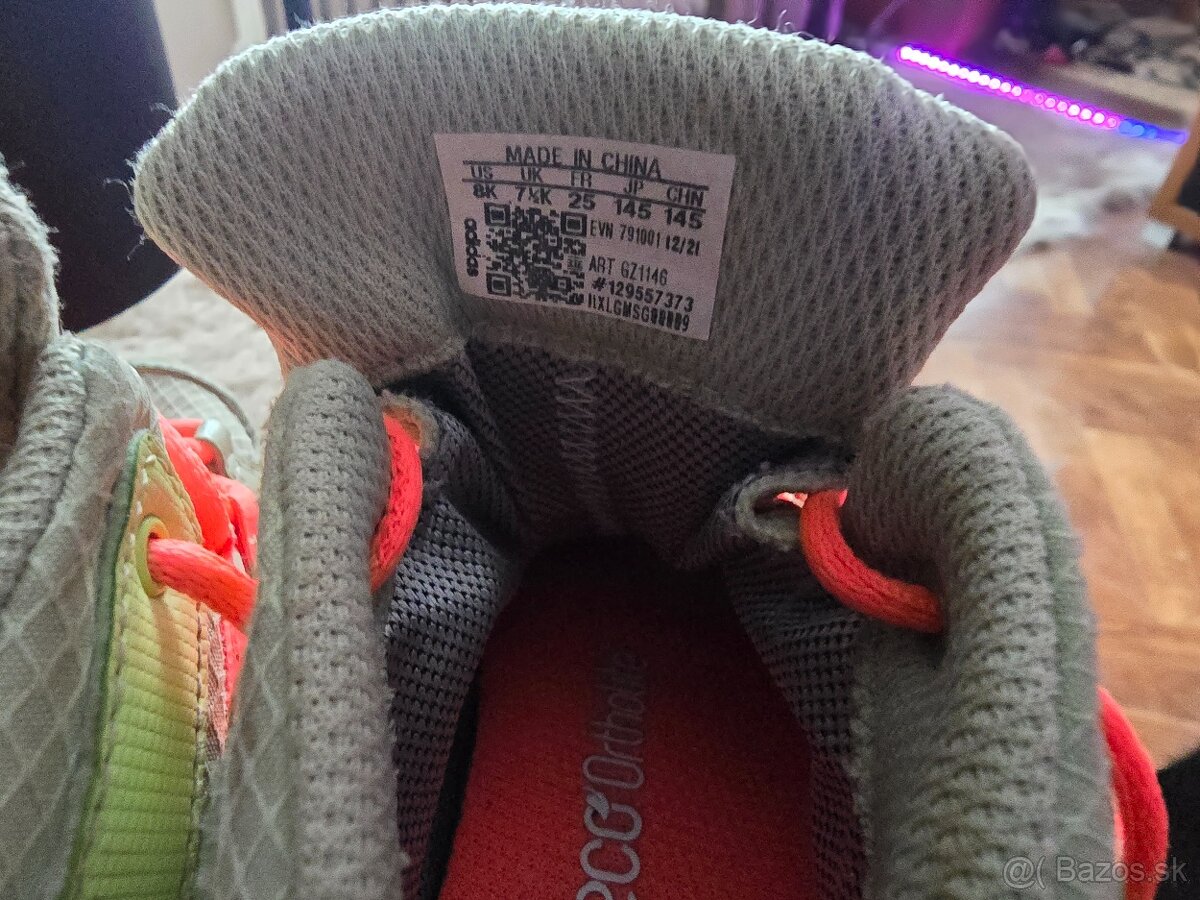 MADE IN CHINA
US UK FR JP CHN
8K 7½K 25 145 145
adidas
EVN 791001 12/21
ART GZ1146
#129557373
Orthotite
@( Bazos.sk